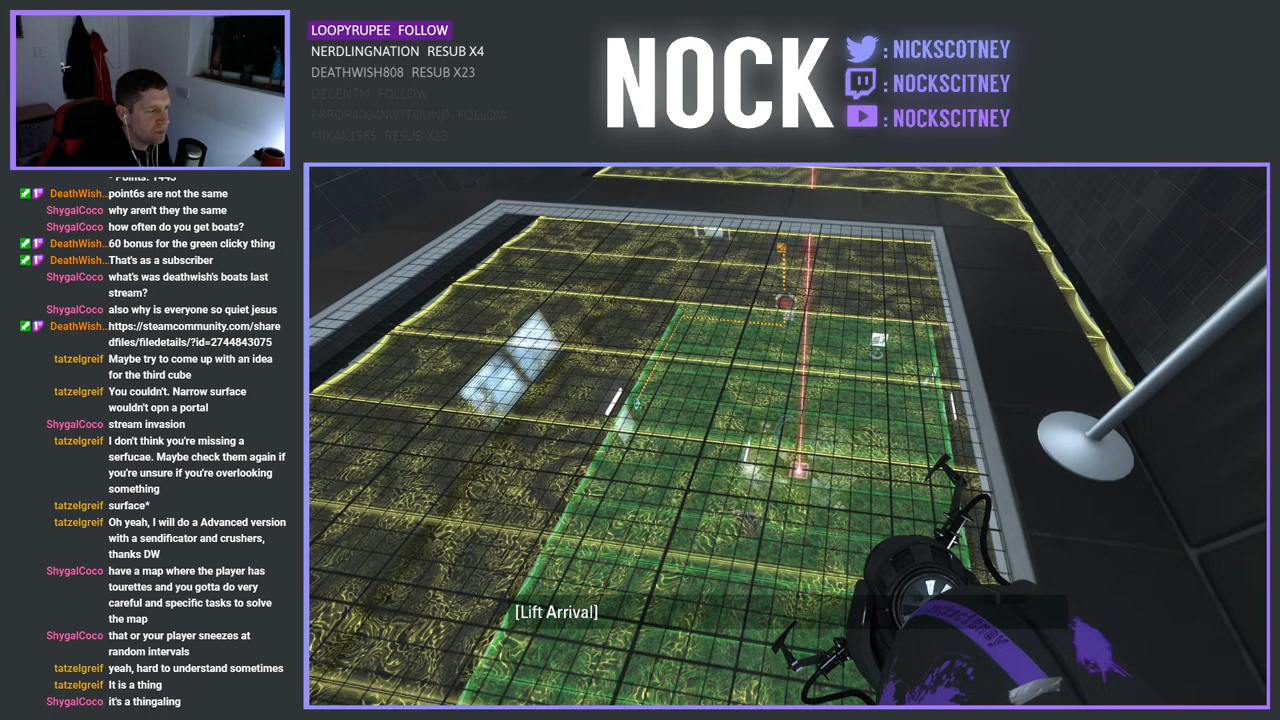 LOOPYRUPEE FOLLOW
NERDLINGNATION RESUB X4
DEATHWISH808 RESUB X23
DECENTM FOLLOW
ERROR4004NOTFOUND FOLLOW
MIKAK1985 RESUB X13
NOCK
: NICKSCOTNEY
: NOCKSCITNEY
: NOCKSCITNEY
- Points: 1443
DeathWish.. point6s are not the same
ShygalCoco why aren't they the same
ShygalCoco how often do you get boats?
DeathWish.. 60 bonus for the green clicky thing
DeathWish.. That's as a subscriber
ShygalCoco what's was deathwish's boats last
stream?
ShygalCoco also why is everyone so quiet jesus
DeathWish.. https://steamcommunity.com/share
dfiles/filedetails/?id=2744843075
tatzelgreif Maybe try to come up with an idea
for the third cube
tatzelgreif You couldn't. Narrow surface
wouldn't opn a portal
ShygalCoco stream invasion
tatzelgreif I don't think you're missing a
serfucae. Maybe check them again if
you're unsure if you're overlooking
something
tatzelgreif surface*
tatzelgreif Oh yeah, I will do a Advanced version
with a sendificator and crushers,
thanks DW
ShygalCoco have a map where the player has
tourettes and you gotta do very
careful and specific tasks to solve
the map
ShygalCoco that or your player sneezes at
random intervals
tatzelgreif yeah, hard to understand sometimes
tatzelgreif It is a thing
ShygalCoco it's a thingaling
[Lift Arrival]